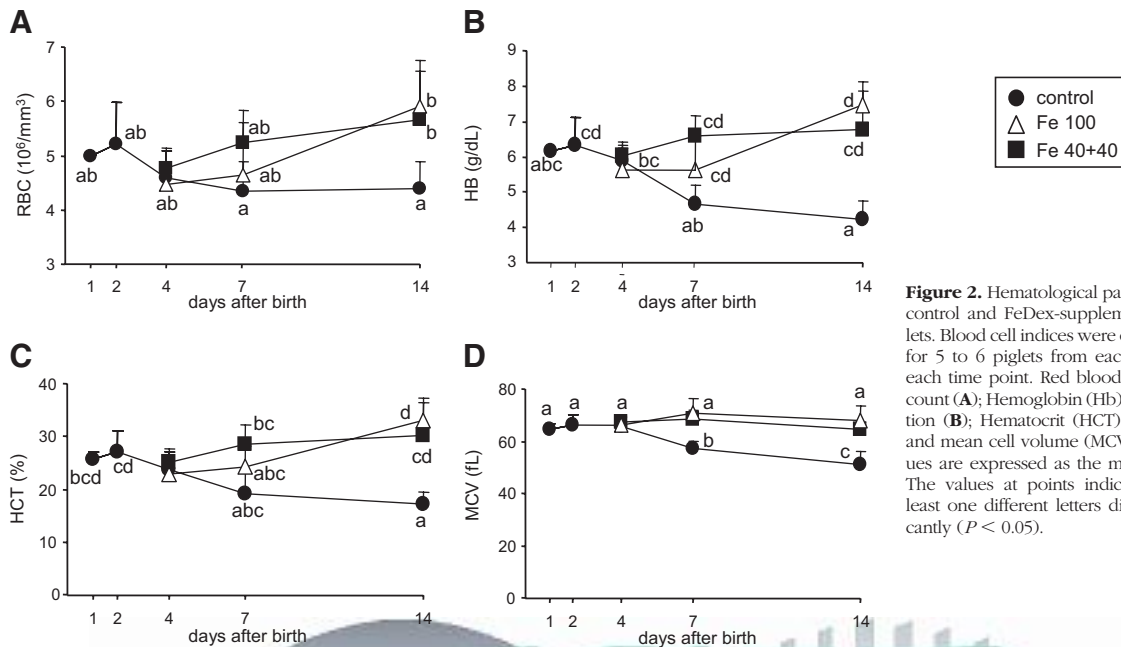 A
7
6
5
4
3
RBC (10⁶/mm³)
ab
ab
ab
ab
ab
a
b
b
a
1 2 4 7 14
days after birth
B
9
8
7
6
5
4
3
HB (g/dL)
abc
cd
bc
cd
cd
ab
d
cd
a
1 2 4 7 14
days after birth
control
Fe 100
Fe 40+40
C
40
30
20
10
0
HCT (%)
bcd
cd
bc
abc
abc
d
cd
a
1 2 4 7 14
days after birth
D
80
60
40
20
0
MCV (fL)
a
a
a
a
b
a
c
1 2 4 7 14
days after birth
Figure 2. Hematological pa
control and FeDex-supplem
lets. Blood cell indices were
for 5 to 6 piglets from each
each time point. Red blood
count (A); Hemoglobin (Hb)
tion (B); Hematocrit (HCT)
and mean cell volume (MCV
ues are expressed as the m
The values at points indic
least one different letters di
cantly (P < 0.05).